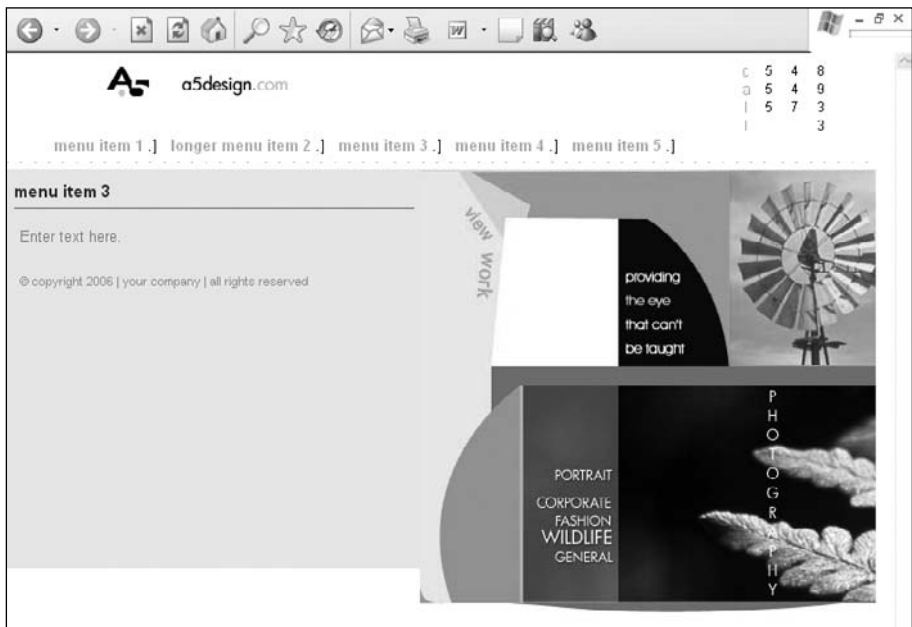 A5 a5design.com
c 5 4 8
a 5 4 9
l 5 7 3
l 3
menu item 1 .] longer menu item 2 .] menu item 3 .] menu item 4 .] menu item 5 .]
menu item 3
Enter text here.
© copyright 2006 | your company | all rights reserved
view work
providing
the eye
that can't
be taught
PORTRAIT
CORPORATE
FASHION
WILDLIFE
GENERAL
PHOTOGRAPHY